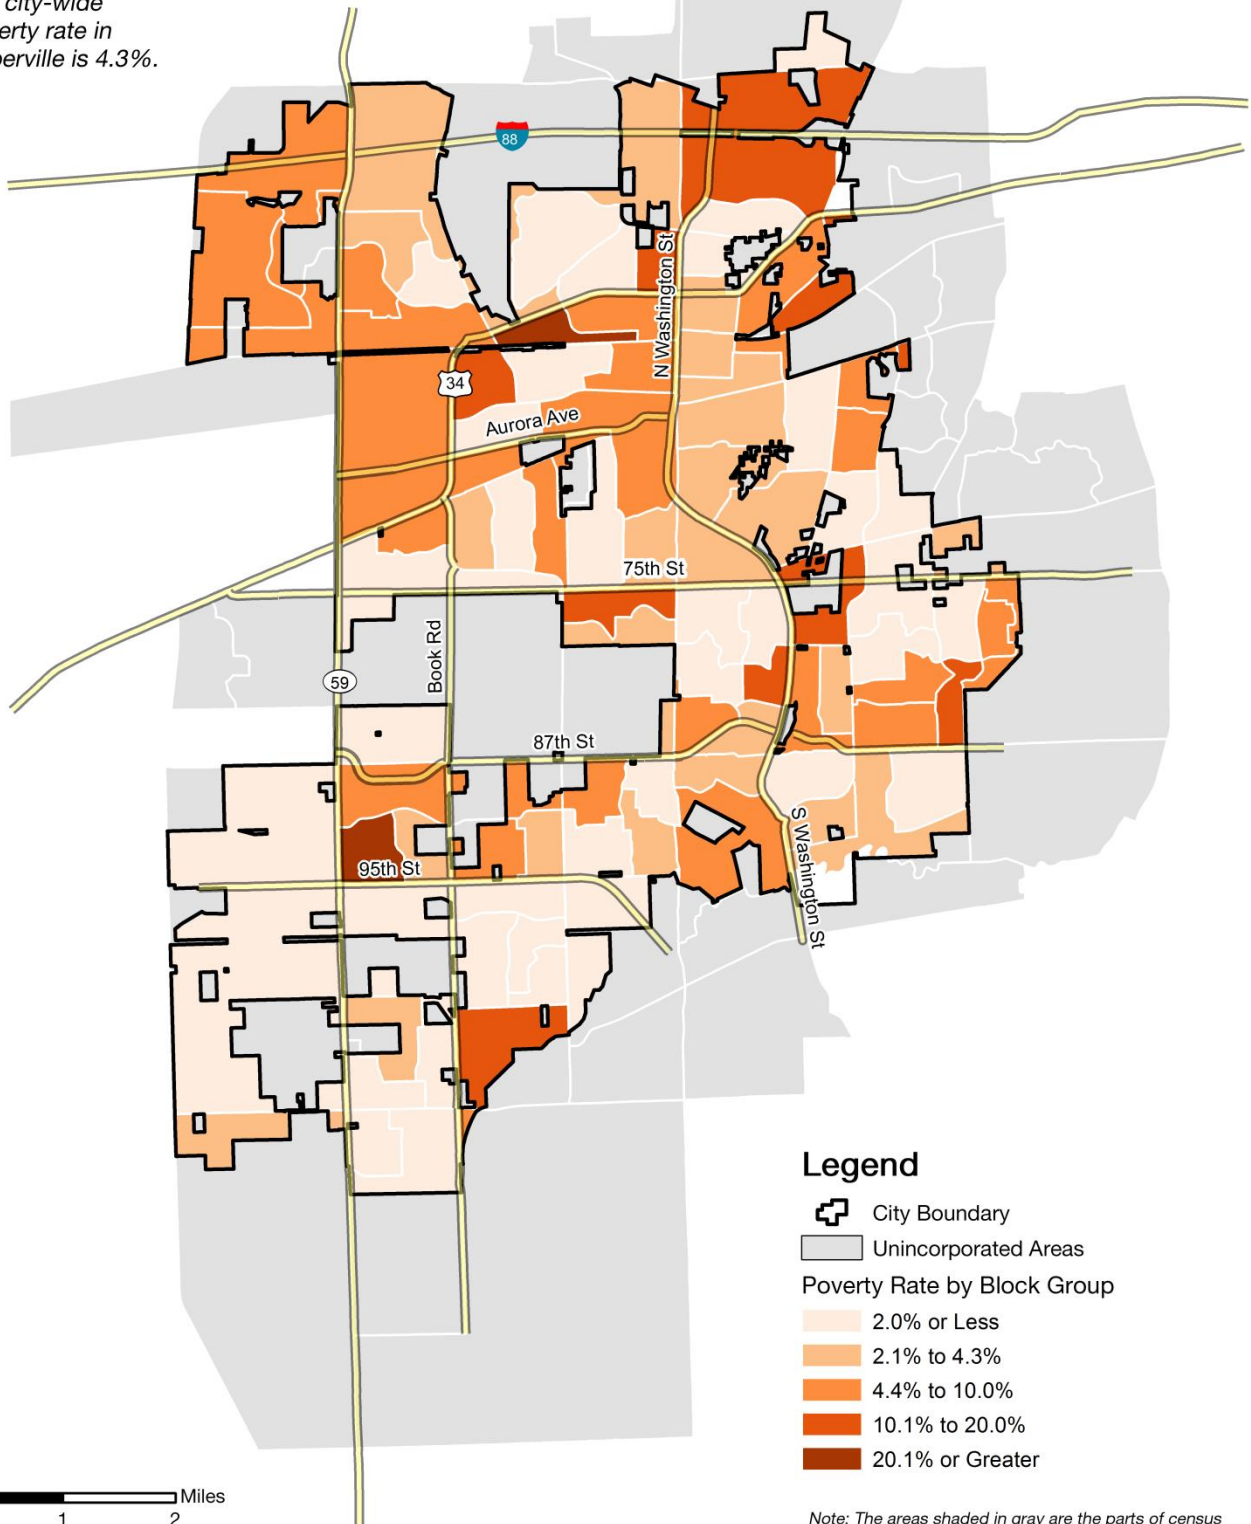 city-wide
erty rate in
erville is 4.3%.
88
N Washington St
34
Aurora Ave
75th St
Book Rd
59
87th St
S Washington St
95th St
Legend
City Boundary
Unincorporated Areas
Poverty Rate by Block Group
2.0% or Less
2.1% to 4.3%
4.4% to 10.0%
10.1% to 20.0%
20.1% or Greater
Miles
1 2
Note: The areas shaded in gray are the parts of census